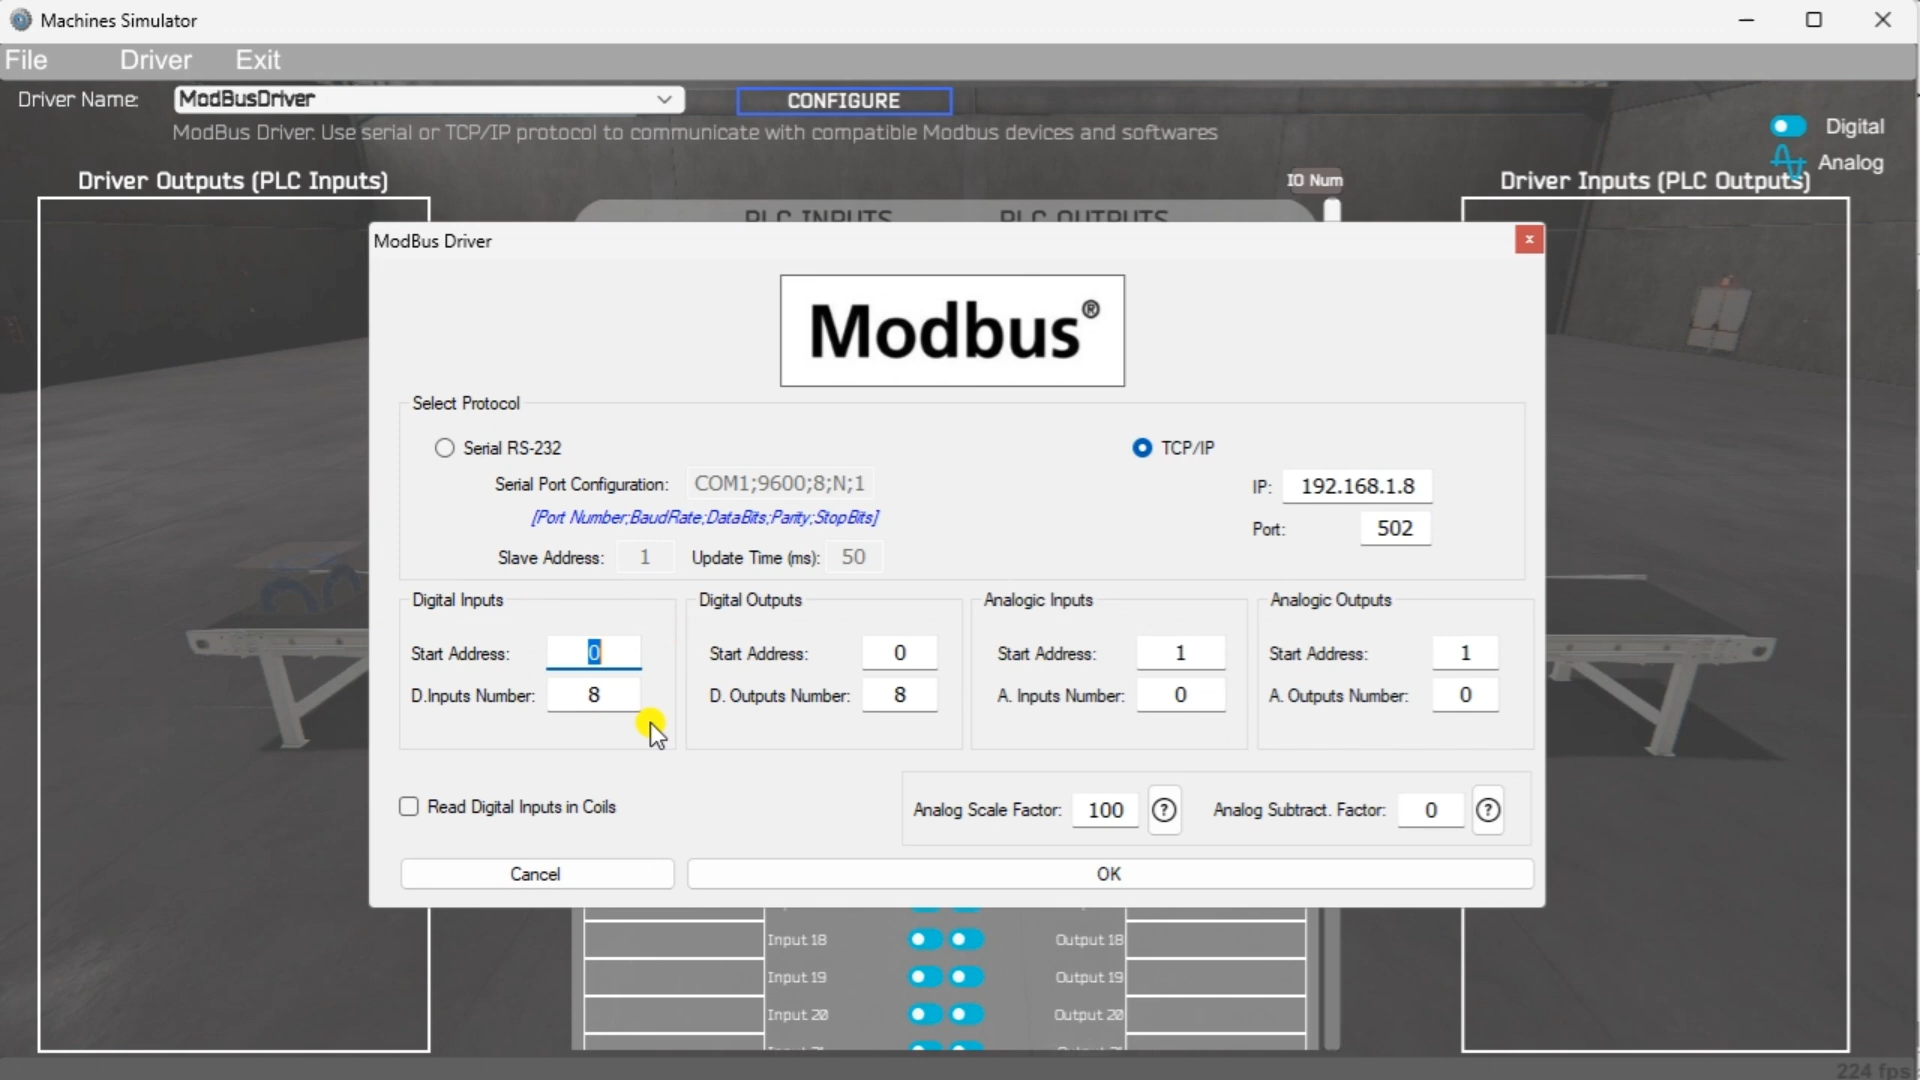 Machines Simulator
File Driver Exit
Driver Name: ModBusDriver CONFIGURE
ModBus Driver. Use serial or TCP/IP protocol to communicate with compatible Modbus devices and softwares
Digital
Analog
Driver Outputs (PLC Inputs)
IO Num
Driver Inputs (PLC Outputs)
PLC INPUTS PLC OUTPUTS
ModBus Driver
x
Modbus®
Select Protocol
Serial RS-232
TCP/IP
Serial Port Configuration: COM1;9600;8;N;1
[Port Number;BaudRate;DataBits;Parity;StopBits]
Slave Address: 1 Update Time (ms): 50
IP: 192.168.1.8
Port: 502
Digital Inputs
Start Address: 0
D.Inputs Number: 8
Digital Outputs
Start Address: 0
D. Outputs Number: 8
Analogic Inputs
Start Address: 1
A. Inputs Number: 0
Analogic Outputs
Start Address: 1
A. Outputs Number: 0
Read Digital Inputs in Coils
Analog Scale Factor: 100 ?
Analog Subtract. Factor: 0 ?
Cancel
OK
Input 18 Output 18
Input 19 Output 19
Input 20 Output 20
224 fps